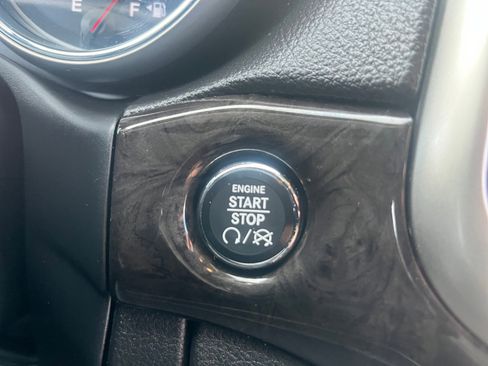 E F
ENGINE
START
STOP
/